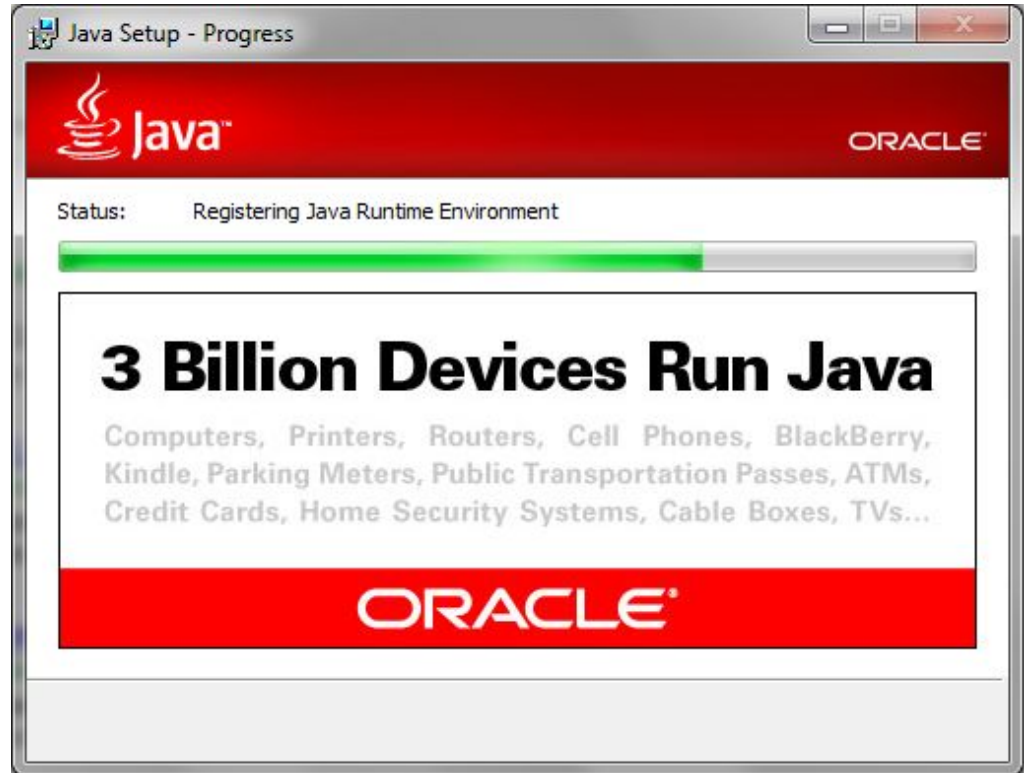 Java Setup - Progress
Java™
ORACLE
Status: Registering Java Runtime Environment
3 Billion Devices Run Java
Computers, Printers, Routers, Cell Phones, BlackBerry,
Kindle, Parking Meters, Public Transportation Passes, ATMs,
Credit Cards, Home Security Systems, Cable Boxes, TVs...
ORACLE®